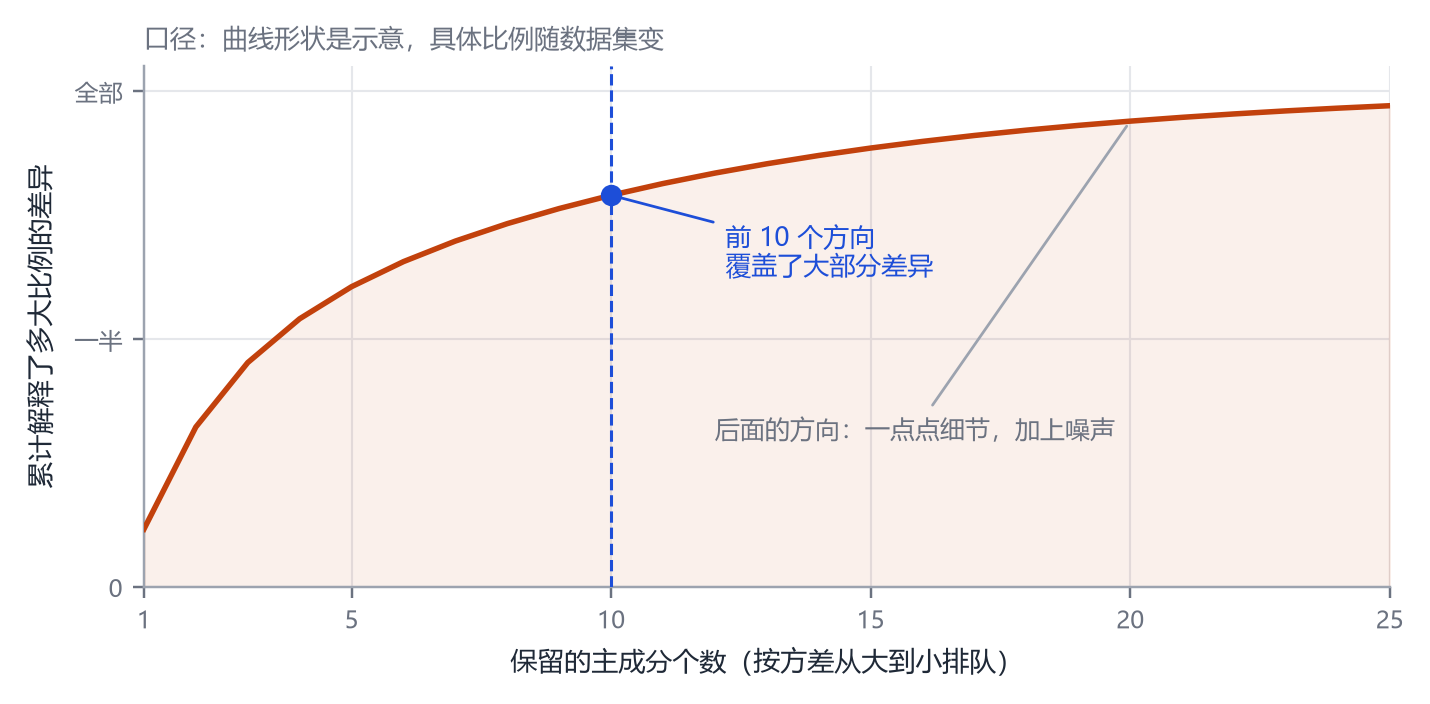 口径：曲线形状是示意，具体比例随数据集变
全部
一半
0
累计解释了多大比例的差异
前 10 个方向
覆盖了大部分差异
后面的方向：一点点细节，加上噪声
1 5 10 15 20 25
保留的主成分个数（按方差从大到小排队）